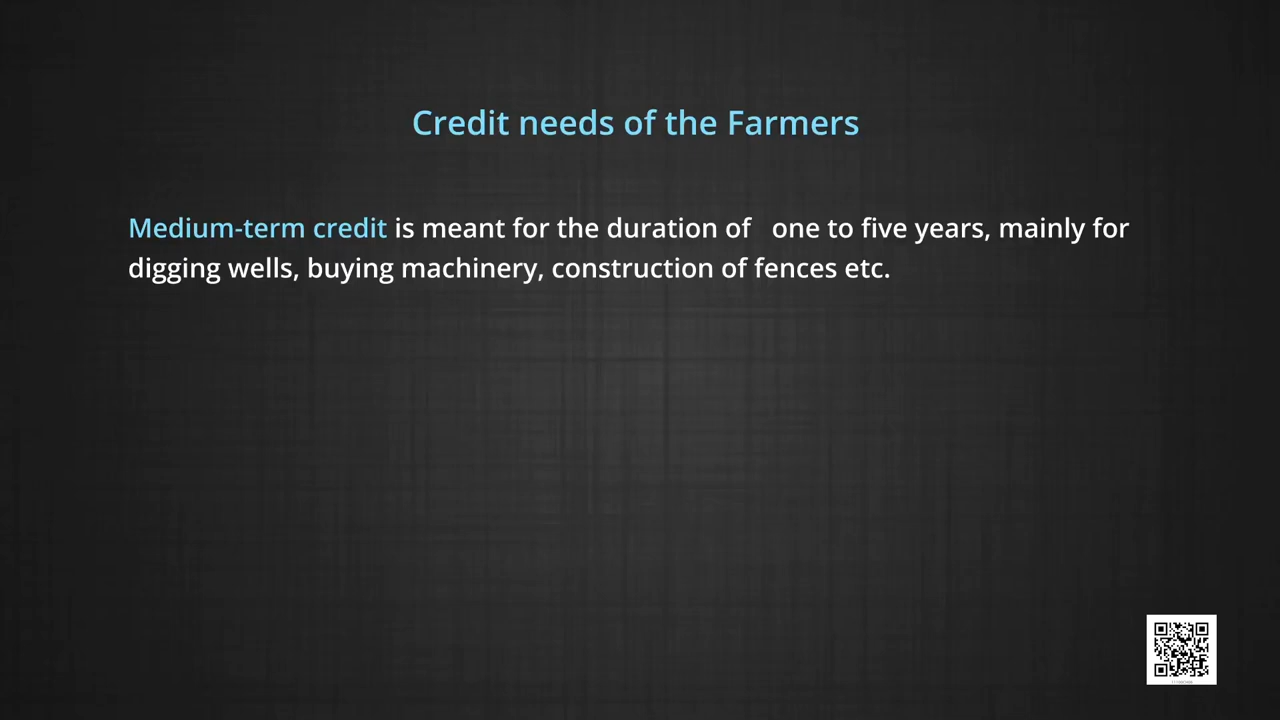 Credit needs of the Farmers
Medium-term credit is meant for the duration of   one to five years, mainly for
digging wells, buying machinery, construction of fences etc.